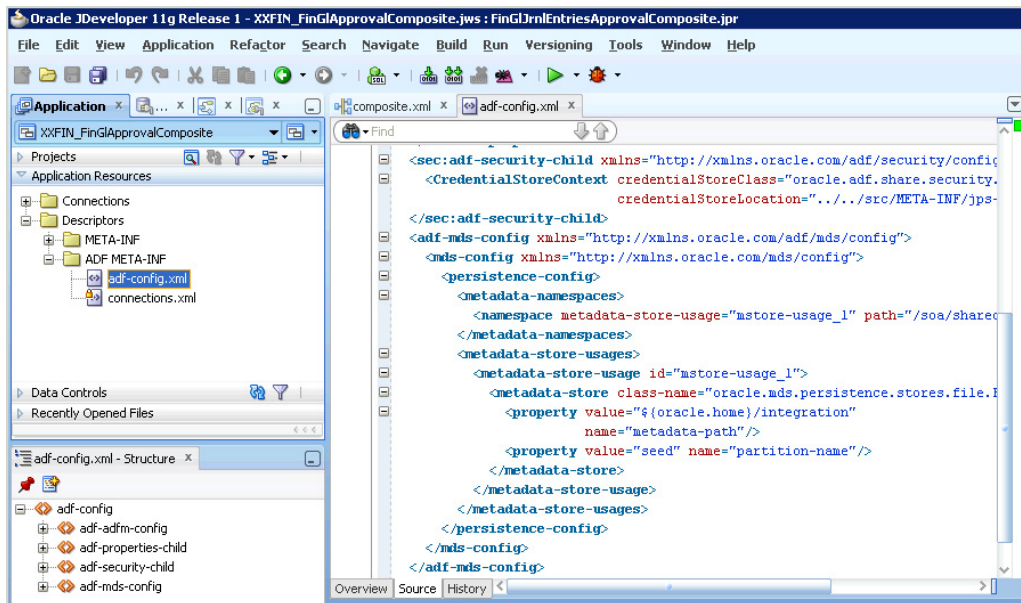 Oracle JDeveloper 11g Release 1 - XXFIN_FinGlApprovalComposite.jws : FinGlJrnlEntriesApprovalComposite.jpr
File Edit View Application Refactor Search Navigate Build Run Versioning Tools Window Help
Application
composite.xml
adf-config.xml
XXFIN_FinGlApprovalComposite
Find
Projects
Application Resources
Connections
Descriptors
META-INF
ADF META-INF
adf-config.xml
connections.xml
Data Controls
Recently Opened Files
adf-config.xml - Structure
adf-config
adf-adfm-config
adf-properties-child
adf-security-child
adf-mds-config
<sec:adf-security-child xmlns="http://xmlns.oracle.com/adf/security/config
<CredentialStoreContext credentialStoreClass="oracle.adf.share.security.
credentialStoreLocation="../../src/META-INF/jps-
</sec:adf-security-child>
<adf-mds-config xmlns="http://xmlns.oracle.com/adf/mds/config">
<mds-config xmlns="http://xmlns.oracle.com/mds/config">
<persistence-config>
<metadata-namespaces>
<namespace metadata-store-usage="mstore-usage_1" path="/soa/shared
</metadata-namespaces>
<metadata-store-usages>
<metadata-store-usage id="mstore-usage_1">
<metadata-store class-name="oracle.mds.persistence.stores.file.F
<property value="${oracle.home}/integration"
name="metadata-path"/>
<property value="seed" name="partition-name"/>
</metadata-store>
</metadata-store-usage>
</metadata-store-usages>
</persistence-config>
</mds-config>
</adf-mds-config>
Overview Source History